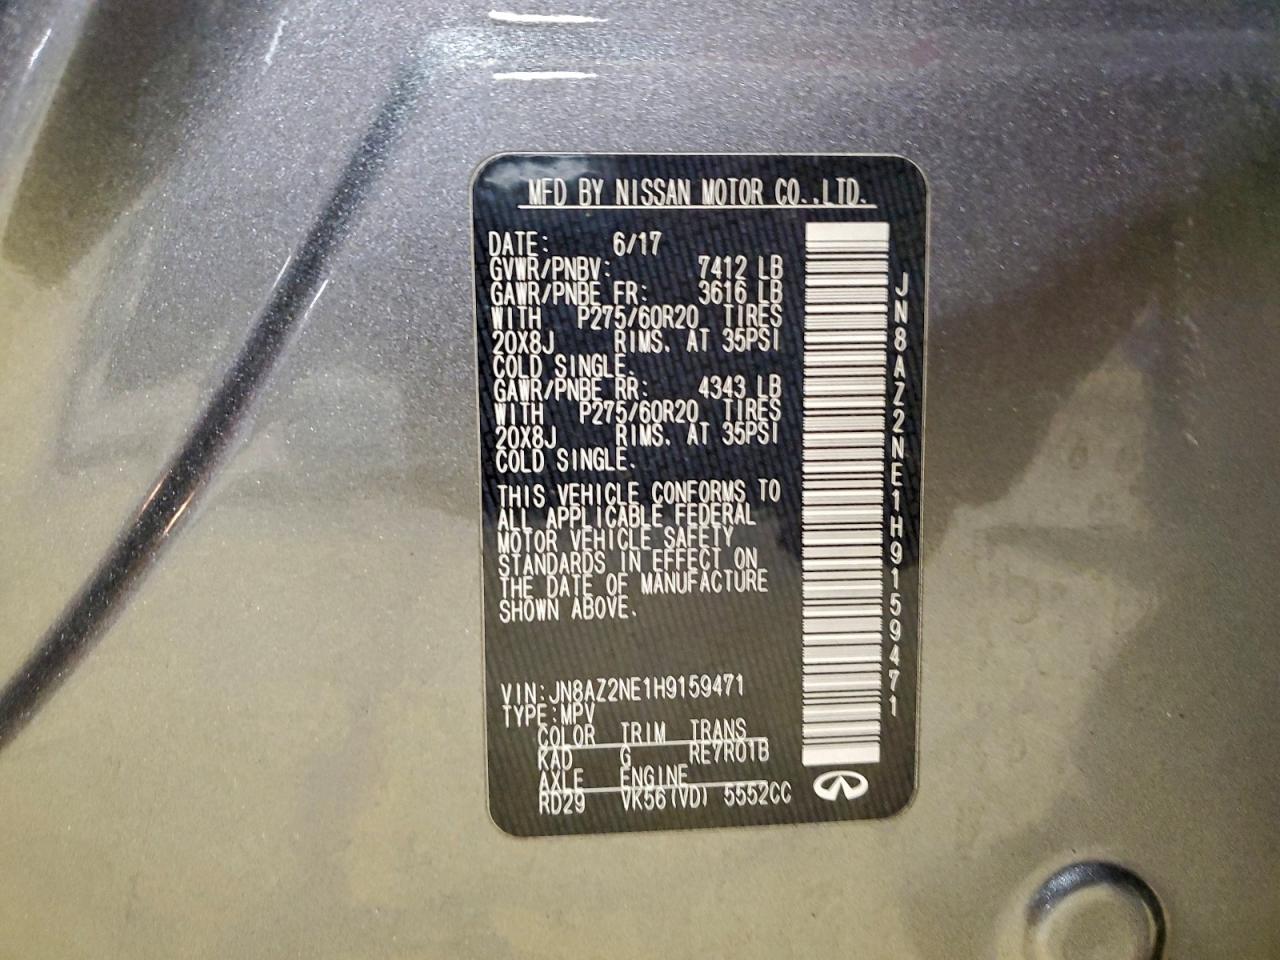 MFD BY NISSAN MOTOR CO.,LTD.
DATE: 6/17
GVWR/PNBV: 7412 LB
GAWR/PNBE FR: 3616 LB
WITH P275/60R20 TIRES
20X8J RIMS. AT 35PSI
COLD SINGLE.
GAWR/PNBE RR: 4343 LB
WITH P275/60R20 TIRES
20X8J RIMS. AT 35PSI
COLD SINGLE.
THIS VEHICLE CONFORMS TO
ALL APPLICABLE FEDERAL
MOTOR VEHICLE SAFETY
STANDARDS IN EFFECT ON
THE DATE OF MANUFACTURE
SHOWN ABOVE.
VIN:JN8AZ2NE1H9159471
TYPE:MPV
COLOR TRIM TRANS
KAD G RE7R01B
AXLE ENGINE
RD29 VK56(VD) 5552CC
JN8AZ2NE1H9159471